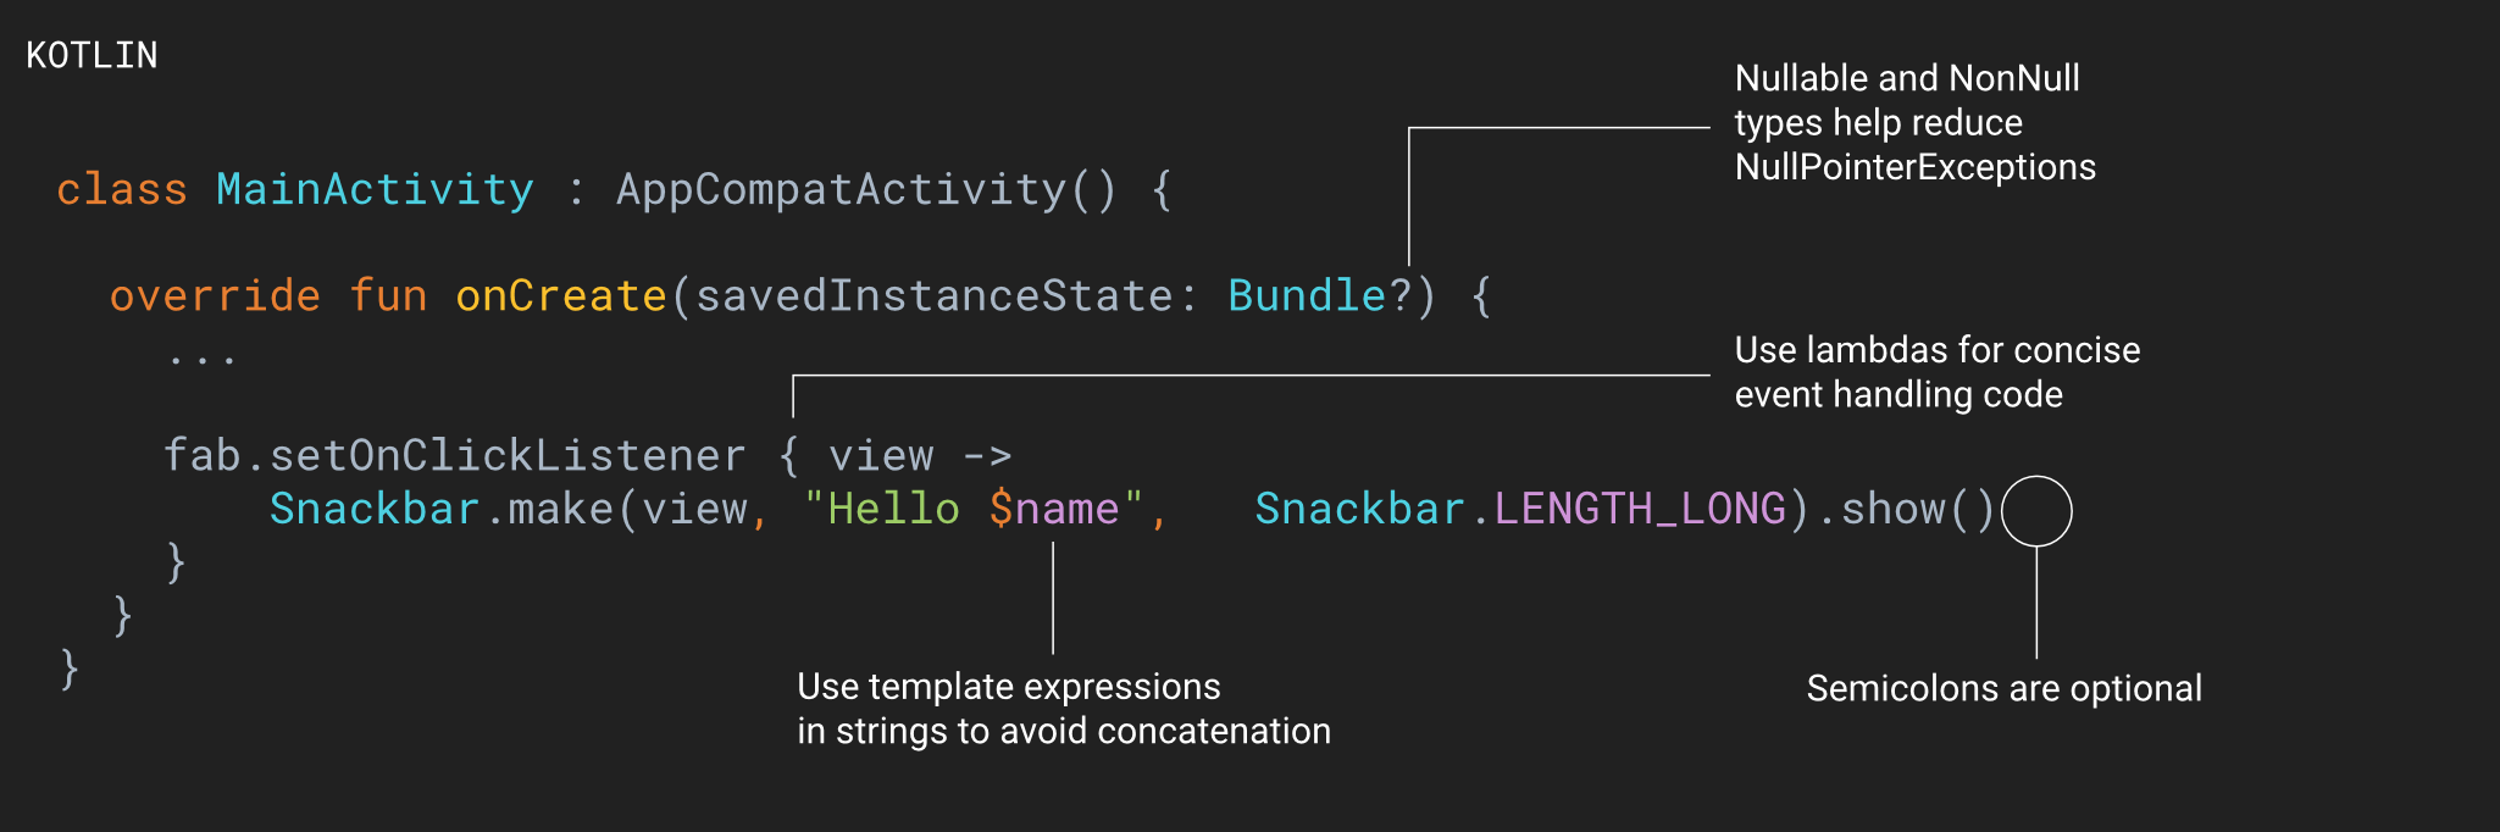 KOTLIN
Nullable and NonNull
types help reduce
NullPointerExceptions
class MainActivity : AppCompatActivity() {
override fun onCreate(savedInstanceState: Bundle?) {
...
Use lambdas for concise
event handling code
fab.setOnClickListener { view ->
Snackbar.make(view, "Hello $name", Snackbar.LENGTH_LONG).show()
}
}
}
Use template expressions
in strings to avoid concatenation
Semicolons are optional